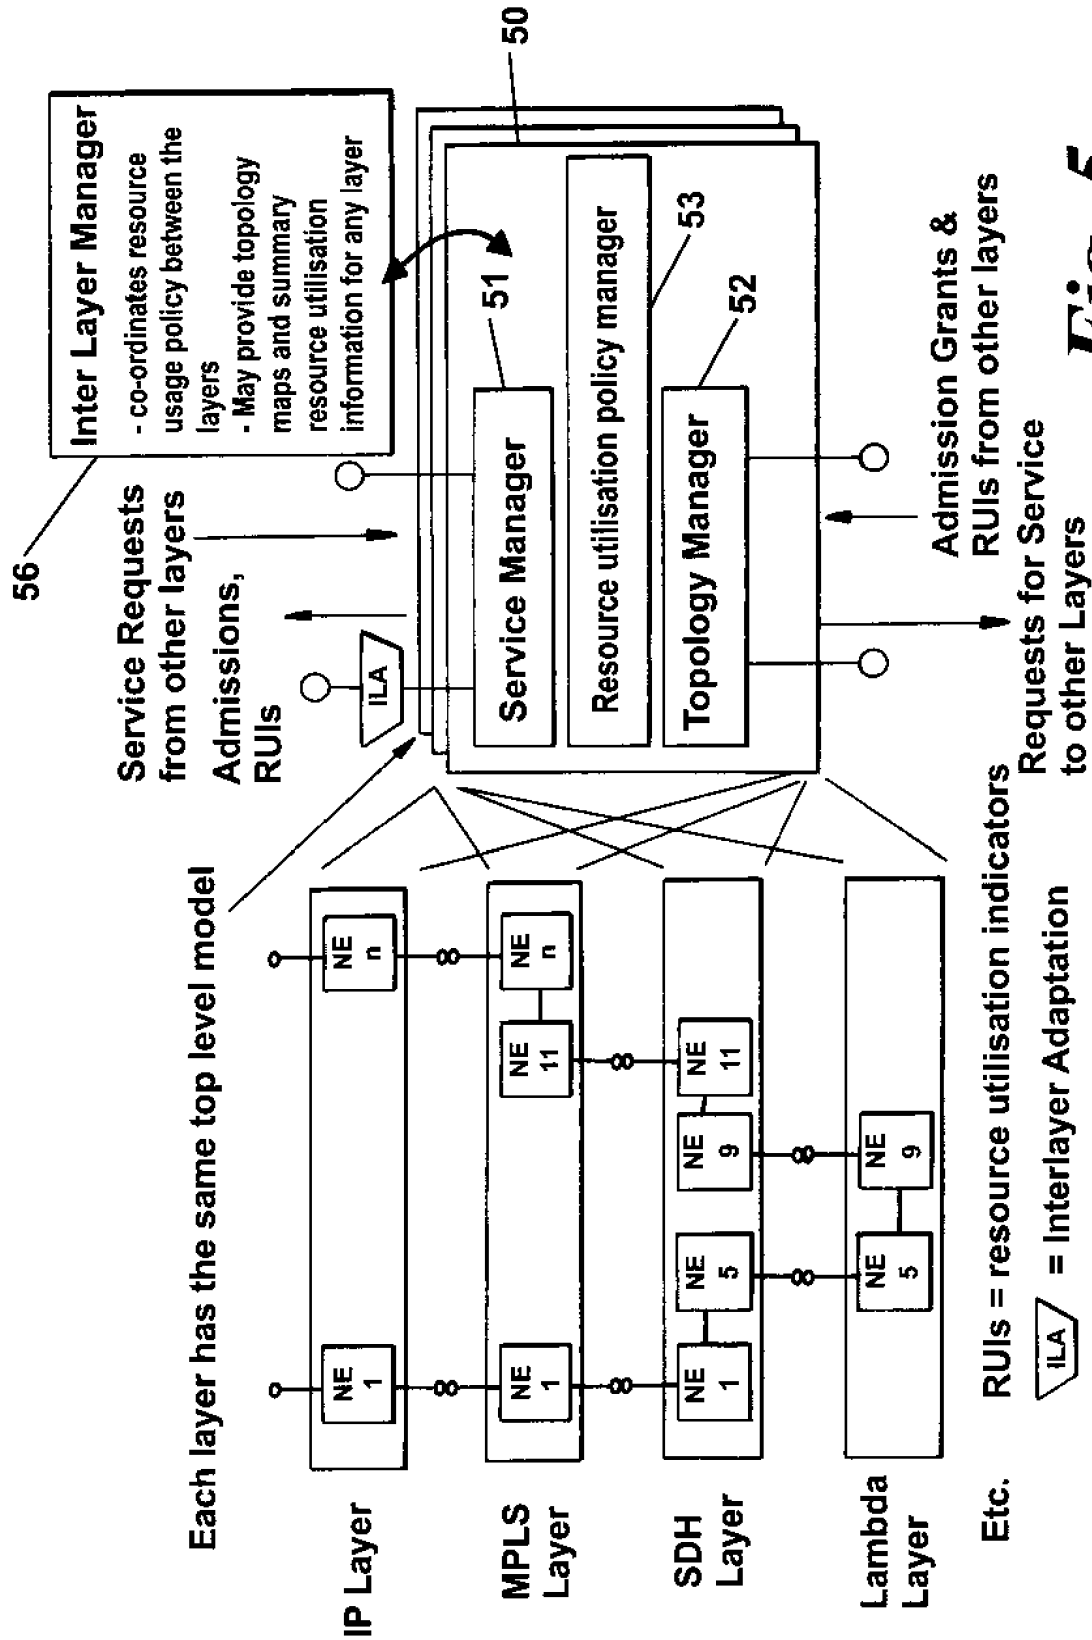 56
Inter Layer Manager
- co-ordinates resource
usage policy between the
layers
- May provide topology
maps and summary
resource utilisation
information for any layer
Service Requests
from other layers
Admissions,
RUIs
Each layer has the same top level model
ILA
50
Service Manager
51
Resource utilisation policy manager
53
Topology Manager
52
IP Layer
NE
1
NE
n
MPLS
Layer
NE
1
NE
11
NE
n
SDH
Layer
NE
1
NE
5
NE
9
NE
11
Lambda
Layer
NE
5
NE
9
Etc.
Admission Grants &
RUIs from other layers
Requests for Service
to other Layers
RUIs = resource utilisation indicators
ILA = Interlayer Adaptation